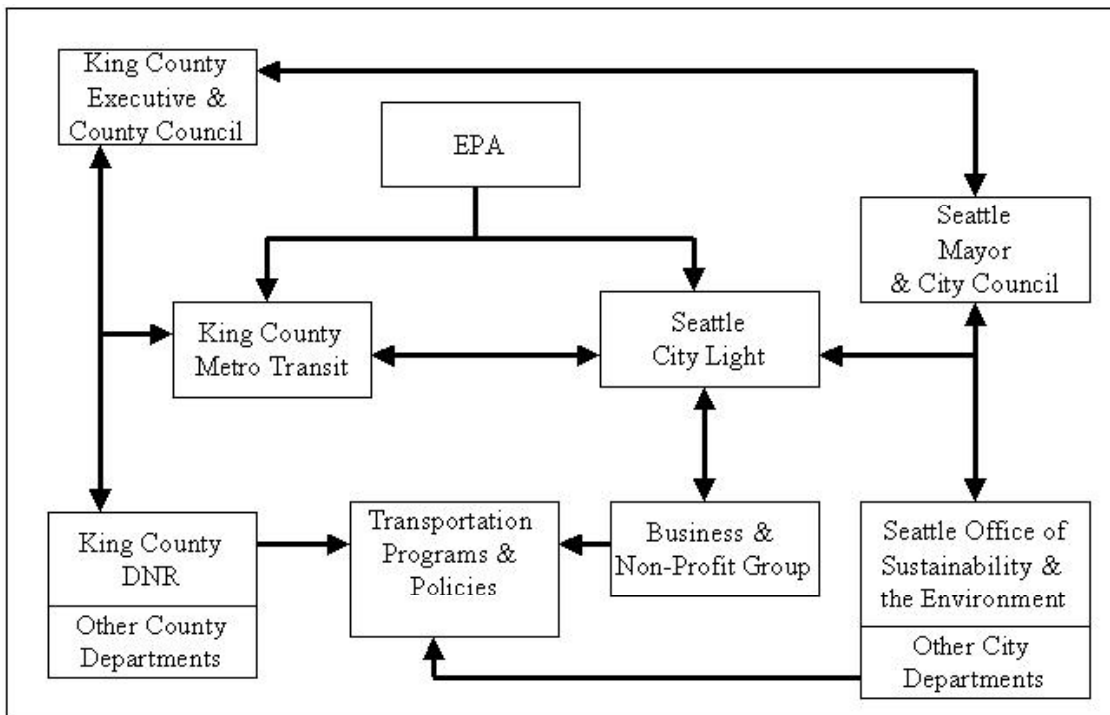 King County
Executive &
County Council
EPA
Seattle
Mayor
& City Council
King County
Metro Transit
Seattle
City Light
King County
DNR
Other County
Departments
Transportation
Programs &
Policies
Business &
Non-Profit Group
Seattle Office of
Sustainability &
the Environment
Other City
Departments